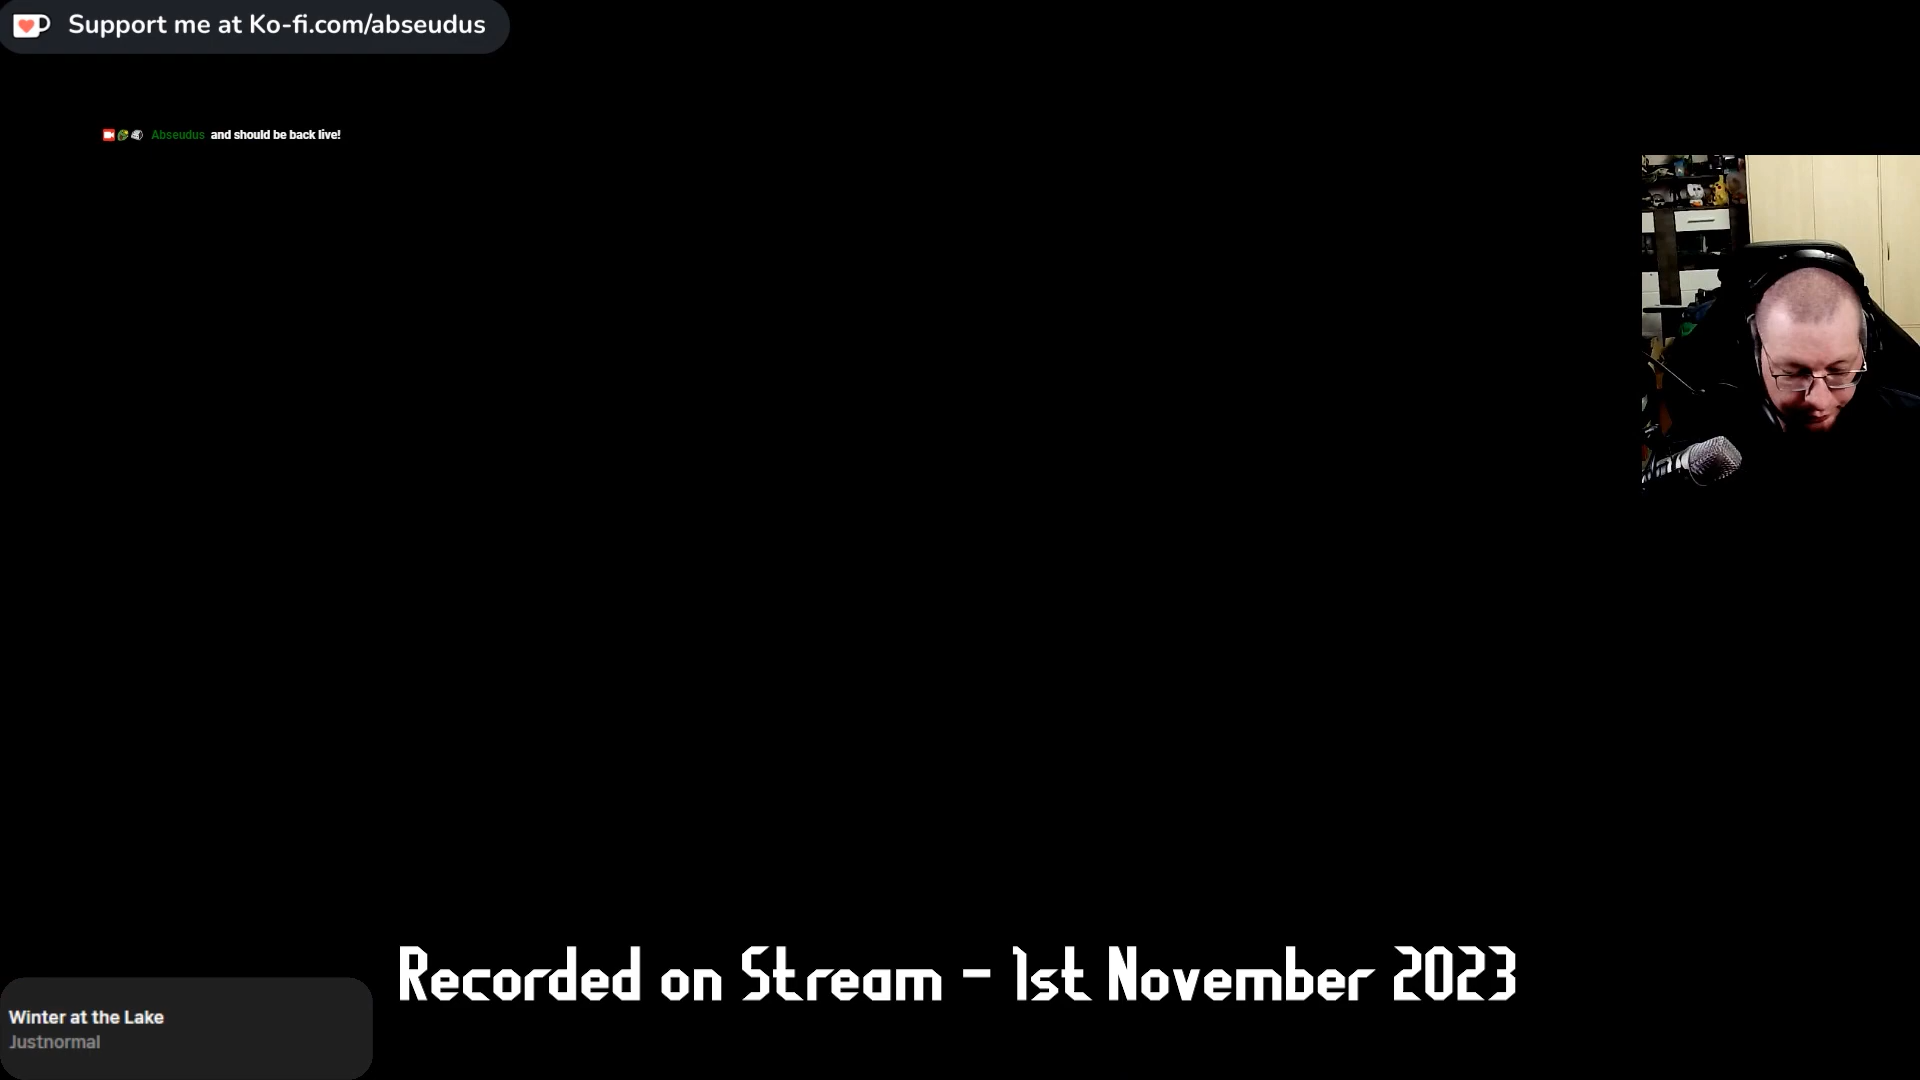 Support me at Ko-fi.com/abseudus
Abseudus and should be back live!
Recorded on Stream - 1st November 2023
Winter at the Lake
Justnormal